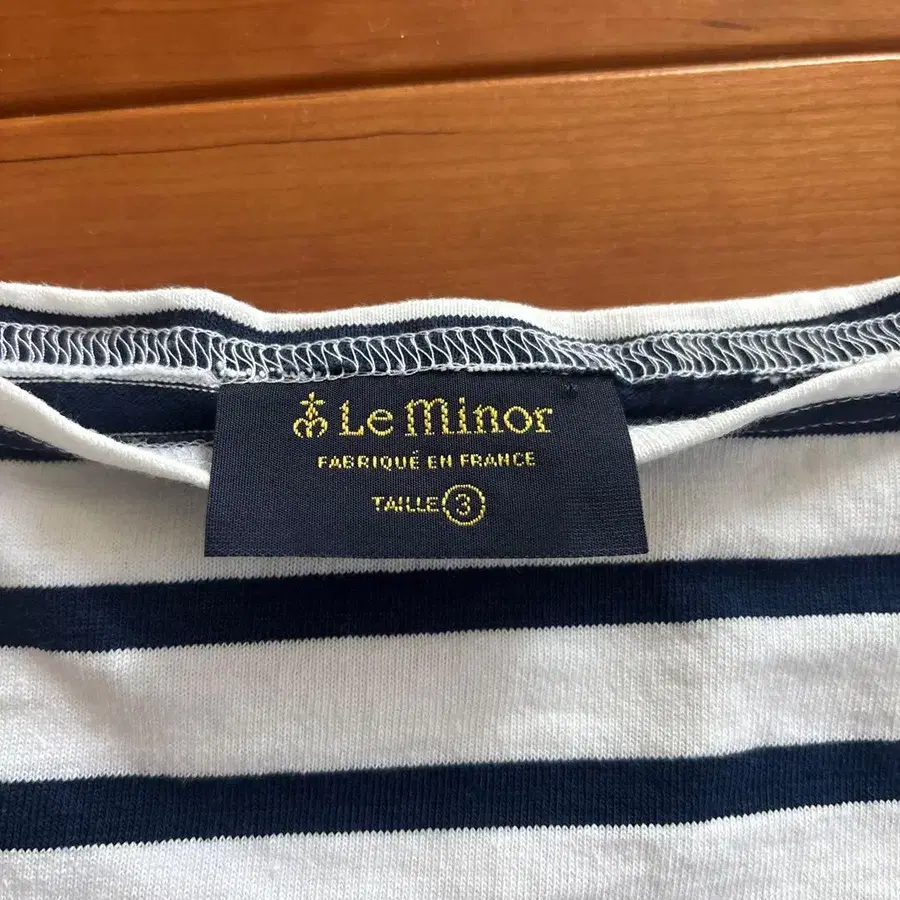 Le Minor
FABRIQUÉ EN FRANCE
TAILLE 3